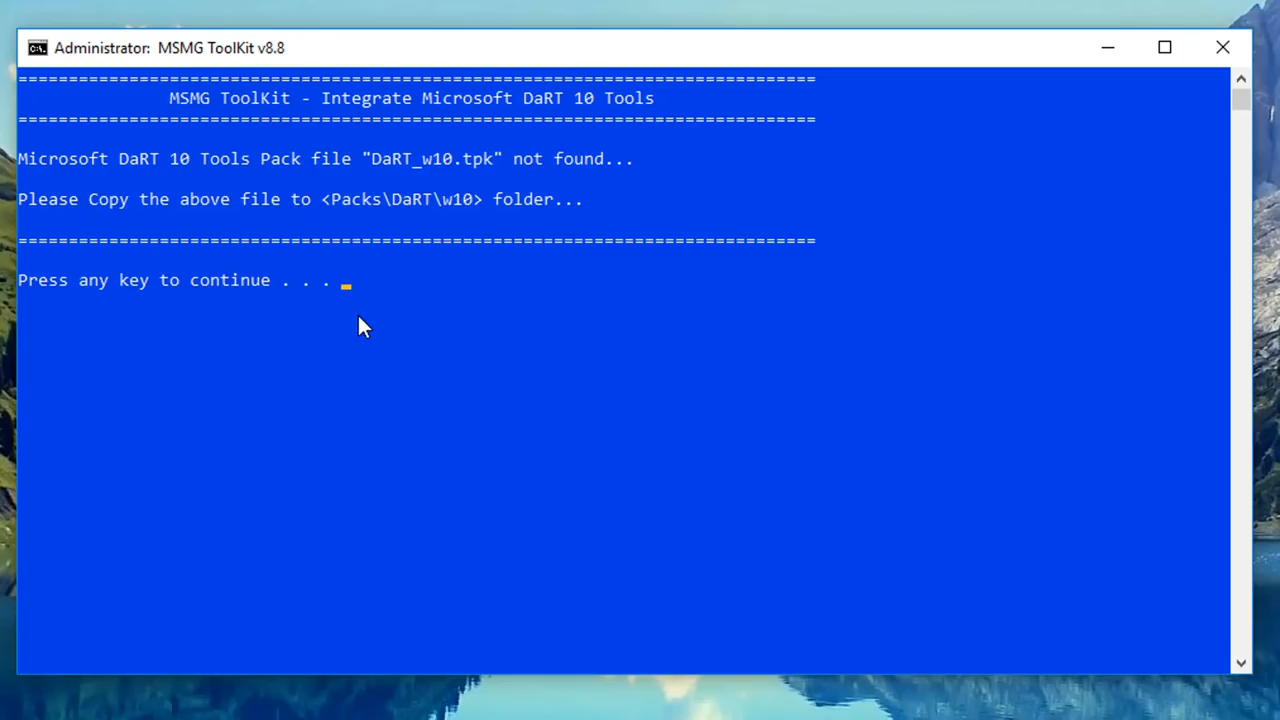 Administrator:  MSMG ToolKit v8.8
===============================================================================
MSMG ToolKit - Integrate Microsoft DaRT 10 Tools
===============================================================================
Microsoft DaRT 10 Tools Pack file "DaRT_w10.tpk" not found...
Please Copy the above file to <Packs\DaRT\w10> folder...
===============================================================================
Press any key to continue . . .